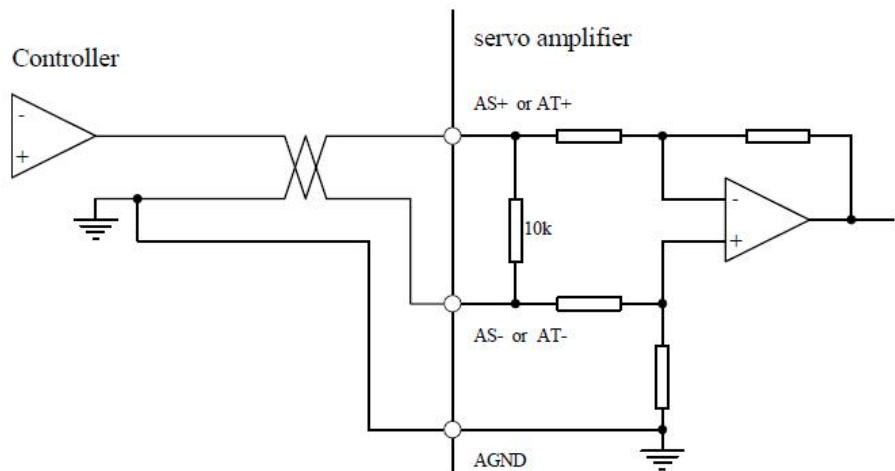 servo amplifier
Controller
AS+ or AT+
-
+
-
+
10k
AS- or AT-
AGND